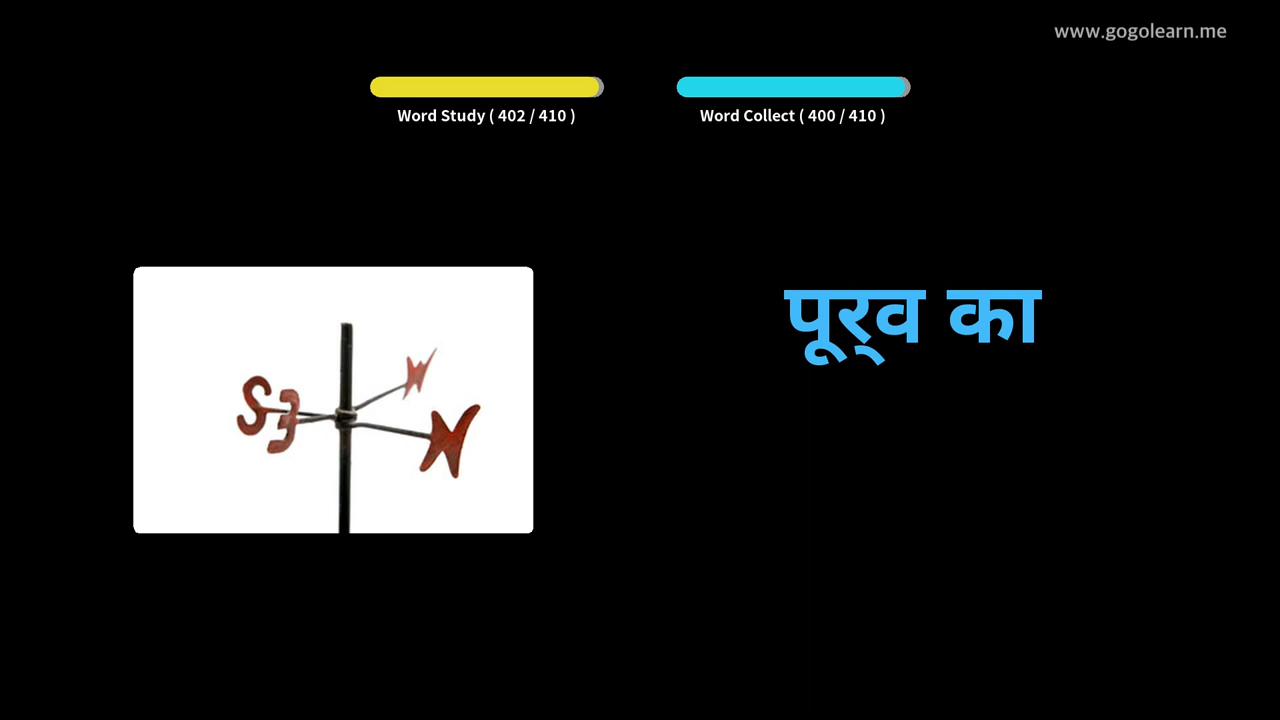 www.gogolearn.me
Word Study ( 402 / 410 )
Word Collect ( 400 / 410 )
पूर्‌व का
S E N W